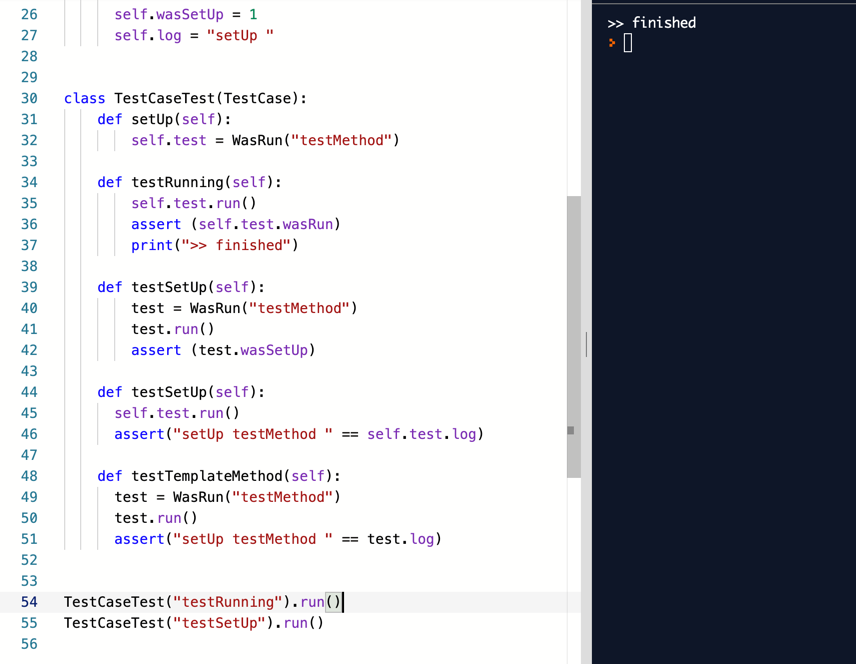 26 self.wasSetUp = 1
27 self.log = "setUp "
28
29
30 class TestCaseTest(TestCase):
31 def setUp(self):
32 self.test = WasRun("testMethod")
33
34 def testRunning(self):
35 self.test.run()
36 assert (self.test.wasRun)
37 print(">> finished")
38
39 def testSetUp(self):
40 test = WasRun("testMethod")
41 test.run()
42 assert (test.wasSetUp)
43
44 def testSetUp(self):
45 self.test.run()
46 assert("setUp testMethod " == self.test.log)
47
48 def testTemplateMethod(self):
49 test = WasRun("testMethod")
50 test.run()
51 assert("setUp testMethod " == test.log)
52
53
54 TestCaseTest("testRunning").run()
55 TestCaseTest("testSetUp").run()
56
>> finished
>